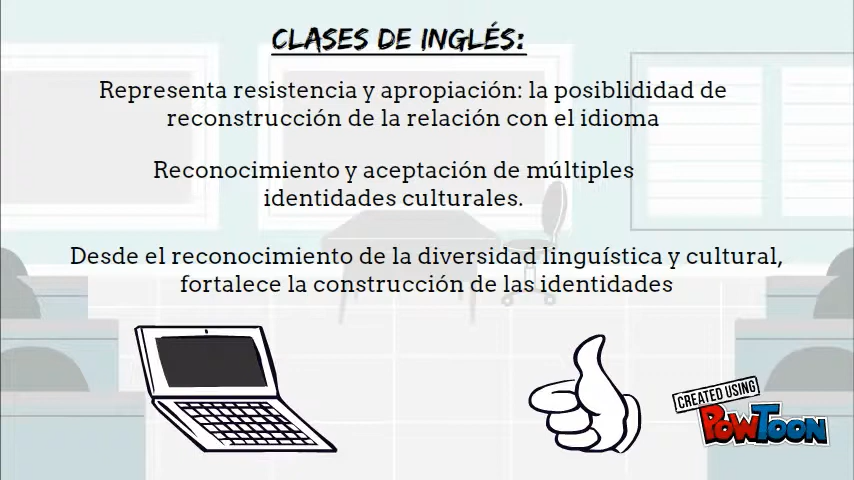 CLASES DE INGLÉS:
Representa resistencia y apropiación: la posiblididad de
reconstrucción de la relación con el idioma
Reconocimiento y aceptación de múltiples
identidades culturales.
Desde el reconocimiento de la diversidad linguística y cultural,
fortalece la construcción de las identidades
CREATED USING
POWTOON